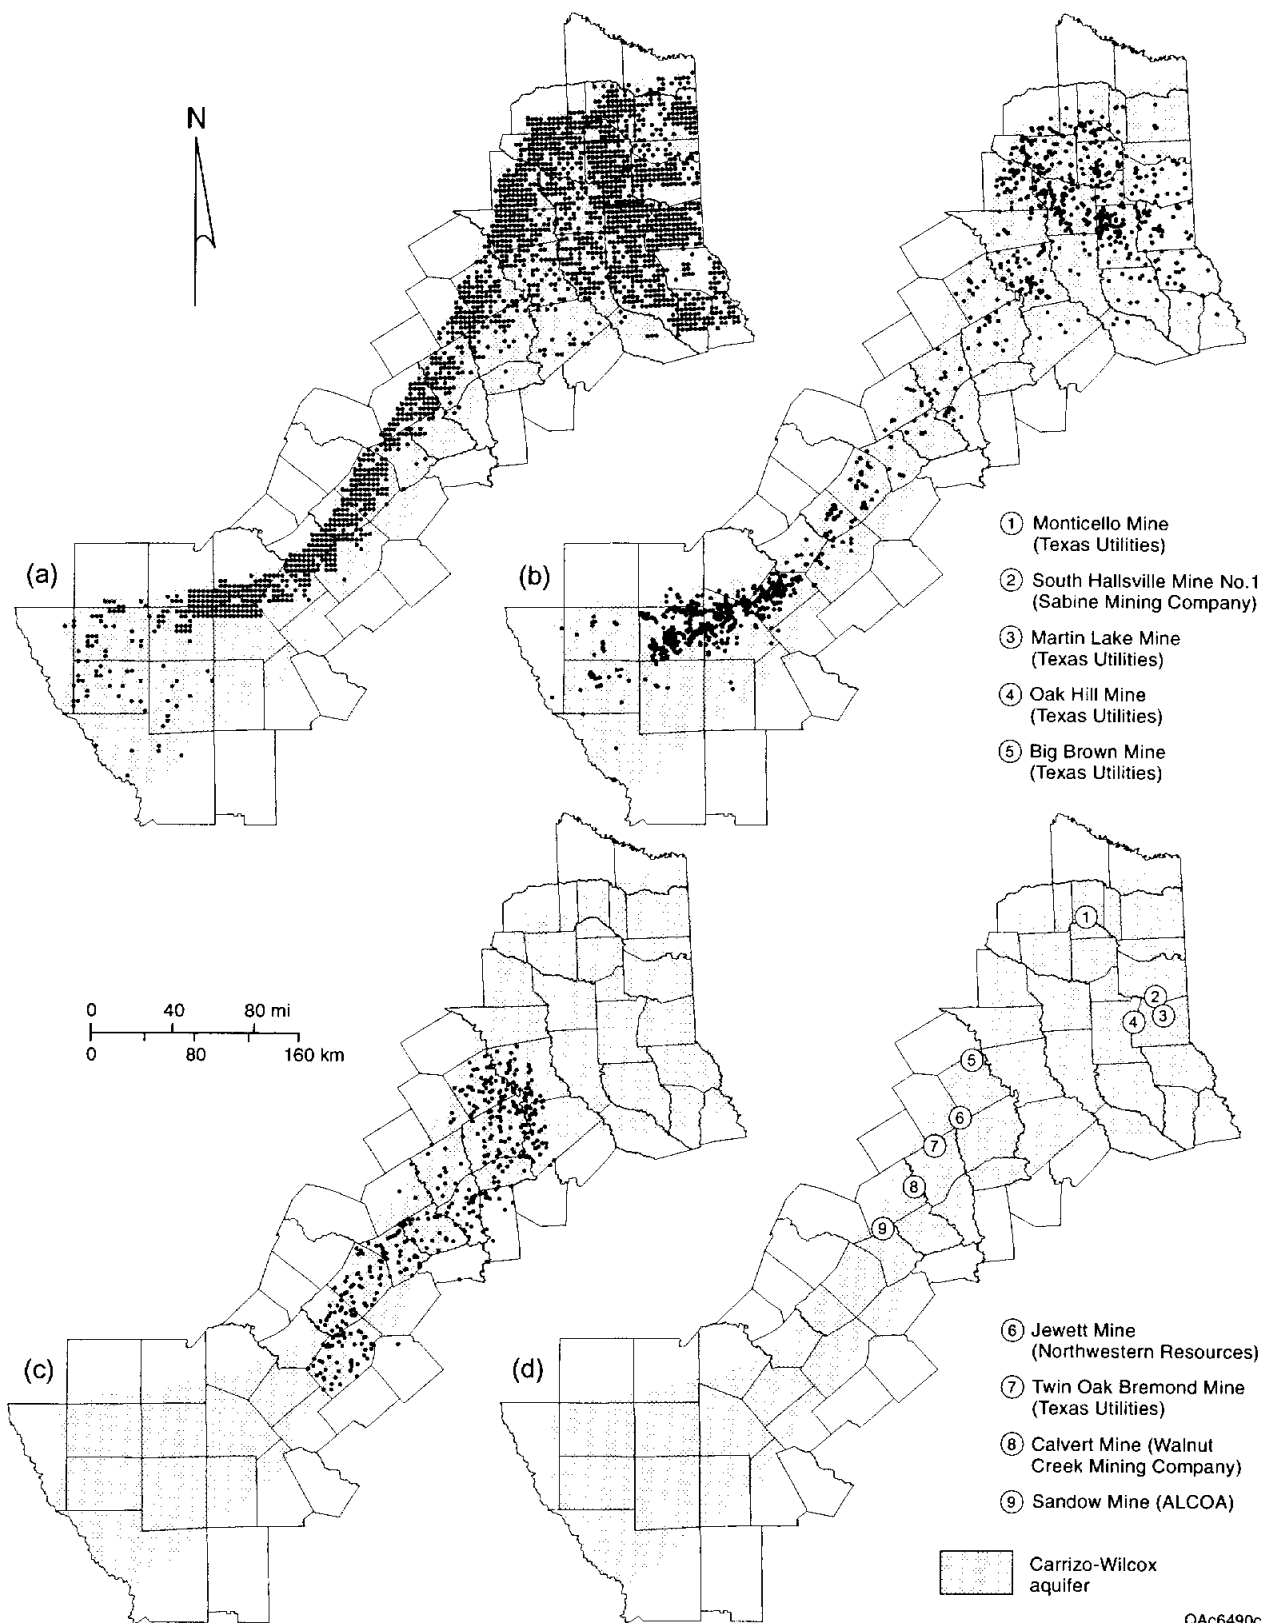 N
(a)
(b)
① Monticello Mine
(Texas Utilities)
② South Hallsville Mine No.1
(Sabine Mining Company)
③ Martin Lake Mine
(Texas Utilities)
④ Oak Hill Mine
(Texas Utilities)
⑤ Big Brown Mine
(Texas Utilities)
0 40 80 mi
0 80 160 km
1
2
3
4
5
6
7
8
9
(c)
(d)
⑥ Jewett Mine
(Northwestern Resources)
⑦ Twin Oak Bremond Mine
(Texas Utilities)
⑧ Calvert Mine (Walnut
Creek Mining Company)
⑨ Sandow Mine (ALCOA)
Carrizo-Wilcox
aquifer
QAc6490c